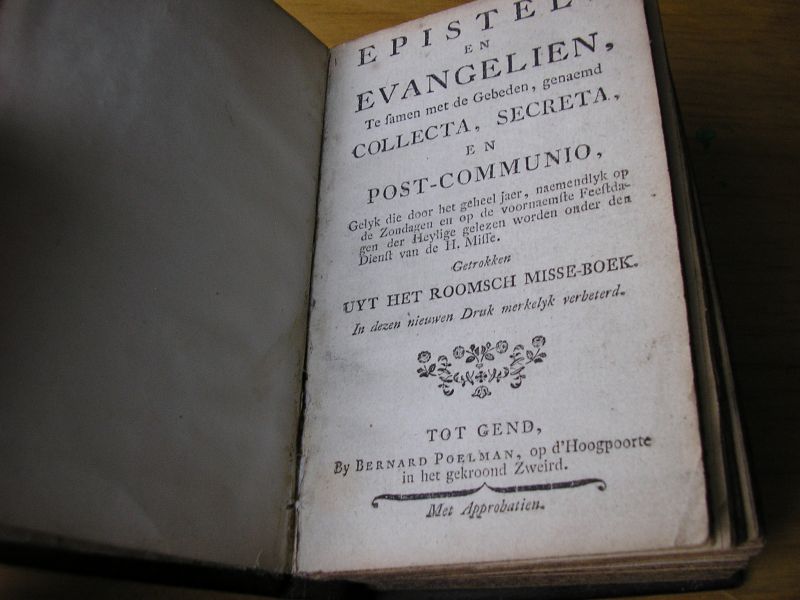 EPISTEL
EN
EVANGELIEN,
Te ſamen met de Gebeden, genaemd
COLLECTA, SECRETA,
EN
POST-COMMUNIO,
Gelyk die door het geheel jaer, naemendlyk op
de Zondagen en op de voornaemſte Feeſtda-
gen der Heylige gelezen worden onder den
Dienſt van de H. Miſſe.
Getrokken
UYT HET ROOMSCH MISSE-BOEK.
In dezen nieuwen Druk merkelyk verbeterd.
TOT GEND,
By BERNARD POELMAN, op d'Hoogpoorte
in het gekroond Zweird.
Met Approbatien.